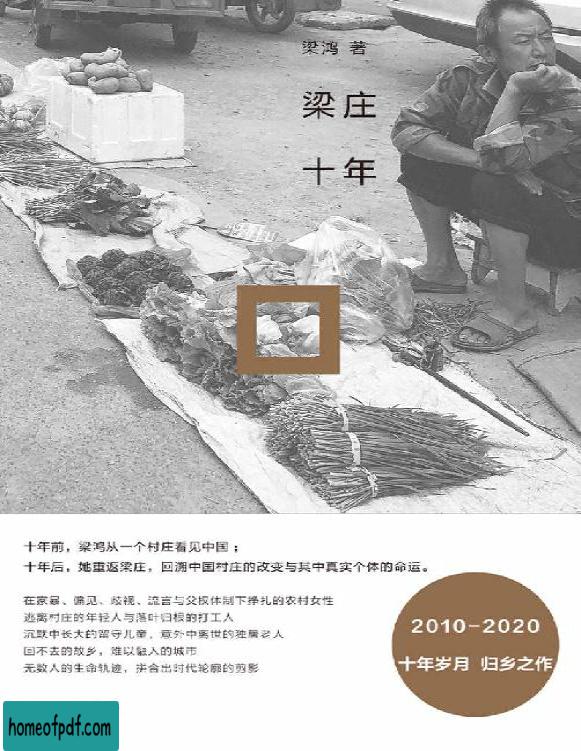 梁鸿 著
梁庄
十年
十年前，梁鸿从一个村庄看见中国；
十年后，她重返梁庄，回溯中国村庄的改变与其中真实个体的命运。
在家暴、偏见、歧视、流言与父权体制下挣扎的农村女性
逃离村庄的年轻人与落叶归根的打工人
沉默中长大的留守儿童，意外中离世的独居老人
回不去的故乡，难以融入的城市
无数人的生命轨迹，拼合出时代轮廓的剪影
2010-2020
十年岁月 归乡之作
homeofpdf.com